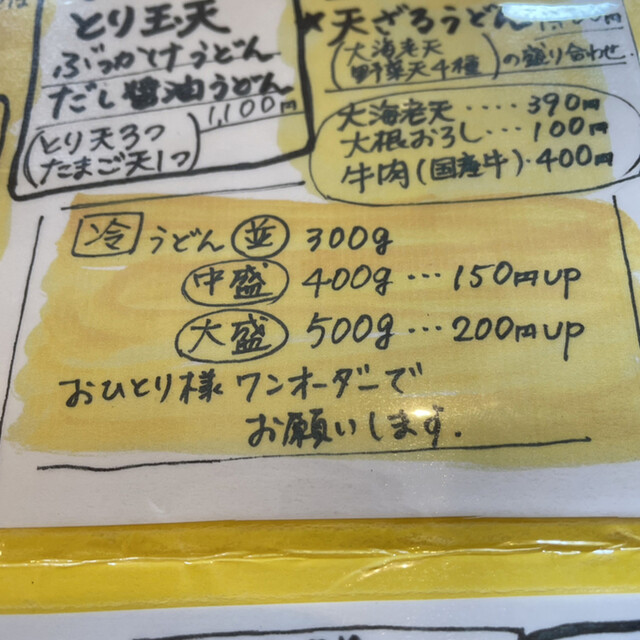 とり玉天
ぶっかけうどん
だし醤油うどん
1,100円
(とり天3つ
たまご天1つ)
天ざるうどん
(大海老天
野菜天4種)の盛り合わせ
大海老天‥‥390円
大根おろし‥‥100円
牛肉(国産牛)・400円
冷 うどん 並 300g
中盛 400g…150円up
大盛 500g…200円up
おひとり様ワンオーダーで
お願いします.